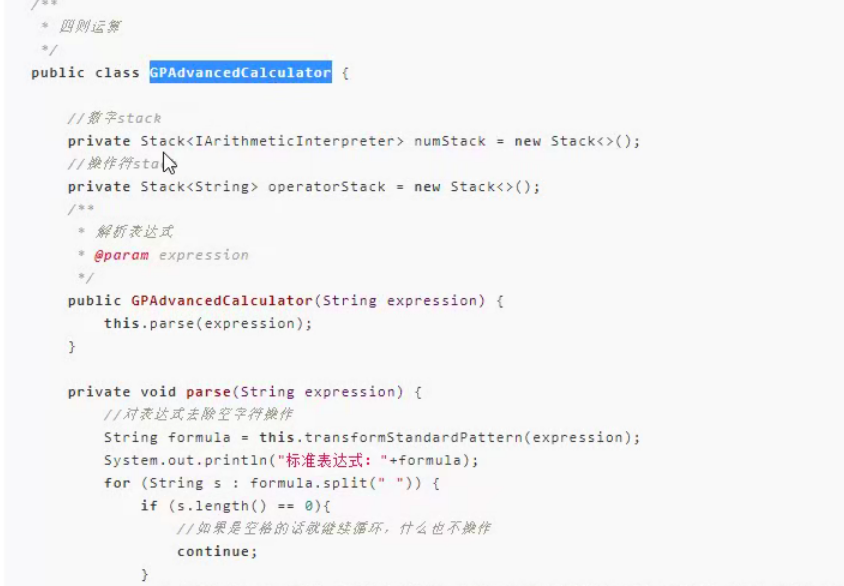 /**
* 四则运算
*/
public class GPAdvancedCalculator {
//数字stack
private Stack<IArithmeticInterpreter> numStack = new Stack<>();
//操作符sta
private Stack<String> operatorStack = new Stack<>();
/**
* 解析表达式
* @param expression
*/
public GPAdvancedCalculator(String expression) {
this.parse(expression);
}
private void parse(String expression) {
//对表达式去除空字符操作
String formula = this.transformStandardPattern(expression);
System.out.println("标准表达式："+formula);
for (String s : formula.split(" ")) {
if (s.length() == 0){
//如果是空格的话歌继续循环，什么也不操作
continue;
}